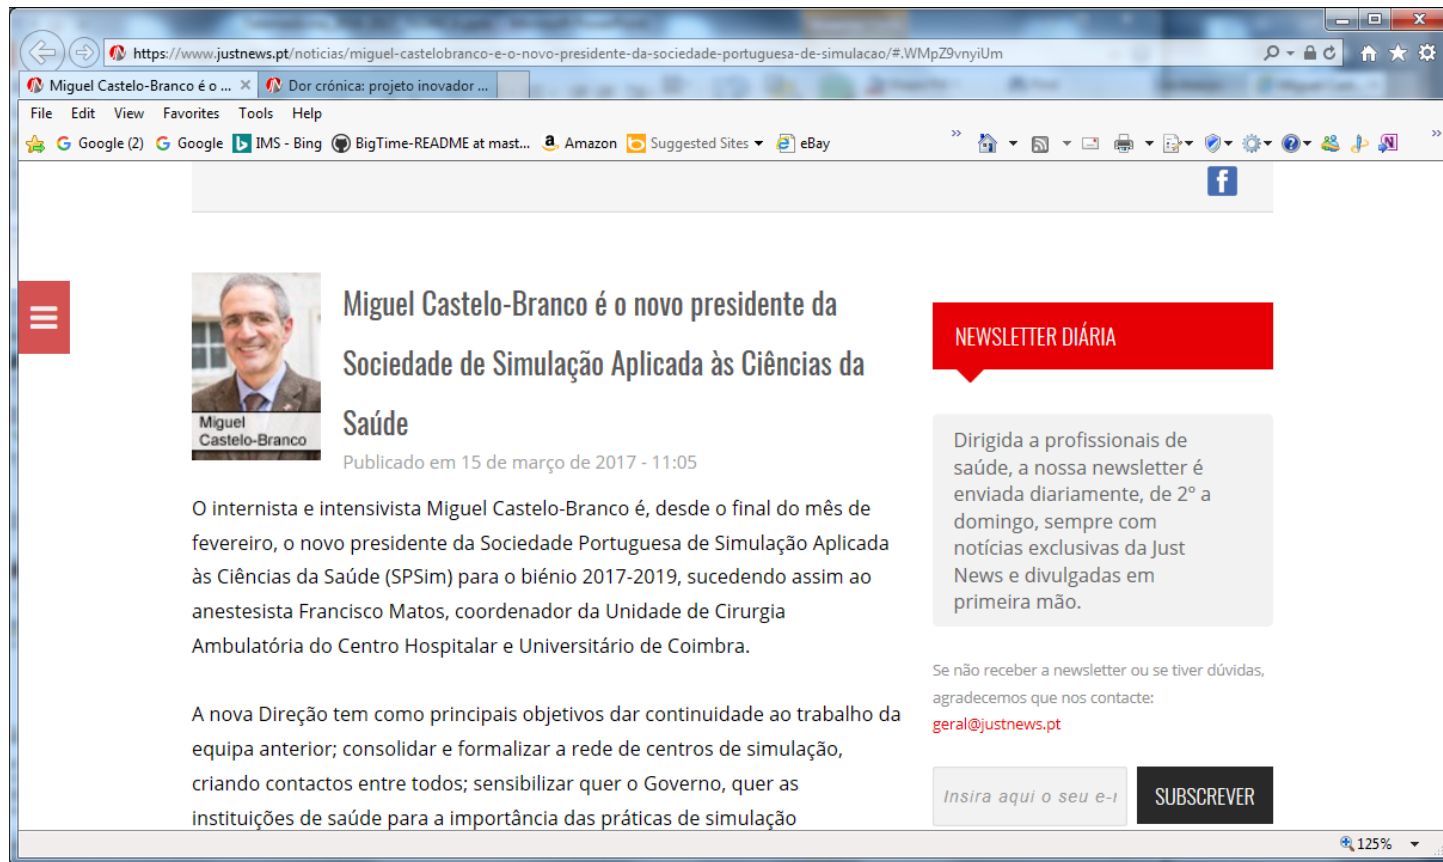 https://www.justnews.pt/noticias/miguel-castelobranco-e-o-novo-presidente-da-sociedade-portuguesa-de-simulacao/#.WMpZ9vnyiUm
Miguel Castelo-Branco é o ... Dor crónica: projeto inovador ...
File Edit View Favorites Tools Help
Google (2) Google IMS - Bing BigTime-README at mast... Amazon Suggested Sites eBay
Miguel Castelo-Branco é o novo presidente da
Sociedade de Simulação Aplicada às Ciências da
Saúde
Miguel
Castelo-Branco
Publicado em 15 de março de 2017 - 11:05
O internista e intensivista Miguel Castelo-Branco é, desde o final do mês de
fevereiro, o novo presidente da Sociedade Portuguesa de Simulação Aplicada
às Ciências da Saúde (SPSim) para o biénio 2017-2019, sucedendo assim ao
anestesista Francisco Matos, coordenador da Unidade de Cirurgia
Ambulatória do Centro Hospitalar e Universitário de Coimbra.
A nova Direção tem como principais objetivos dar continuidade ao trabalho da
equipa anterior; consolidar e formalizar a rede de centros de simulação,
criando contactos entre todos; sensibilizar quer o Governo, quer as
instituições de saúde para a importância das práticas de simulação
NEWSLETTER DIÁRIA
Dirigida a profissionais de
saúde, a nossa newsletter é
enviada diariamente, de 2º a
domingo, sempre com
notícias exclusivas da Just
News e divulgadas em
primeira mão.
Se não receber a newsletter ou se tiver dúvidas,
agradecemos que nos contacte:
geral@justnews.pt
Insira aqui o seu e-
SUBSCREVER
125%